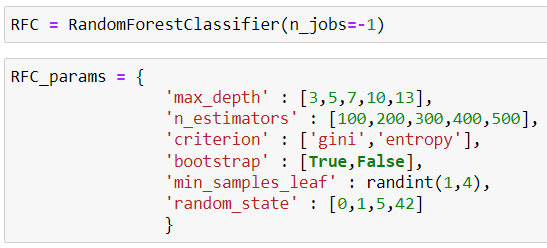 RFC = RandomForestClassifier(n_jobs=-1)
RFC_params = {
'max_depth' : [3,5,7,10,13],
'n_estimators' : [100,200,300,400,500],
'criterion' : ['gini','entropy'],
'bootstrap' : [True,False],
'min_samples_leaf' : randint(1,4),
'random_state' : [0,1,5,42]
}